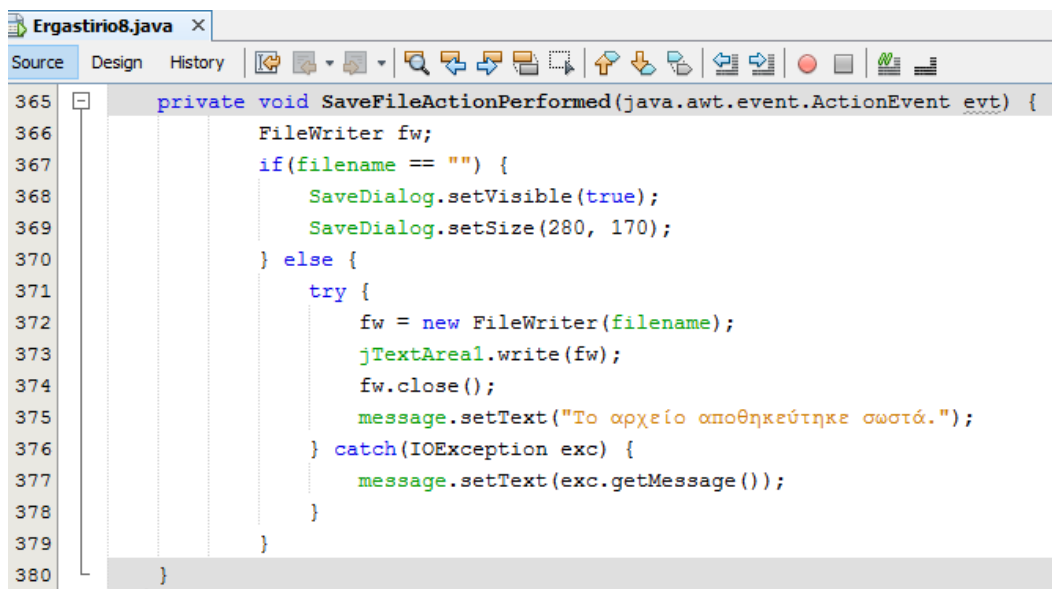 Ergastirio8.java ×
Source Design History
365 private void SaveFileActionPerformed(java.awt.event.ActionEvent evt) {
366 FileWriter fw;
367 if(filename == "") {
368 SaveDialog.setVisible(true);
369 SaveDialog.setSize(280, 170);
370 } else {
371 try {
372 fw = new FileWriter(filename);
373 jTextArea1.write(fw);
374 fw.close();
375 message.setText("Το αρχείο αποθηκεύτηκε σωστά.");
376 } catch(IOException exc) {
377 message.setText(exc.getMessage());
378 }
379 }
380 }